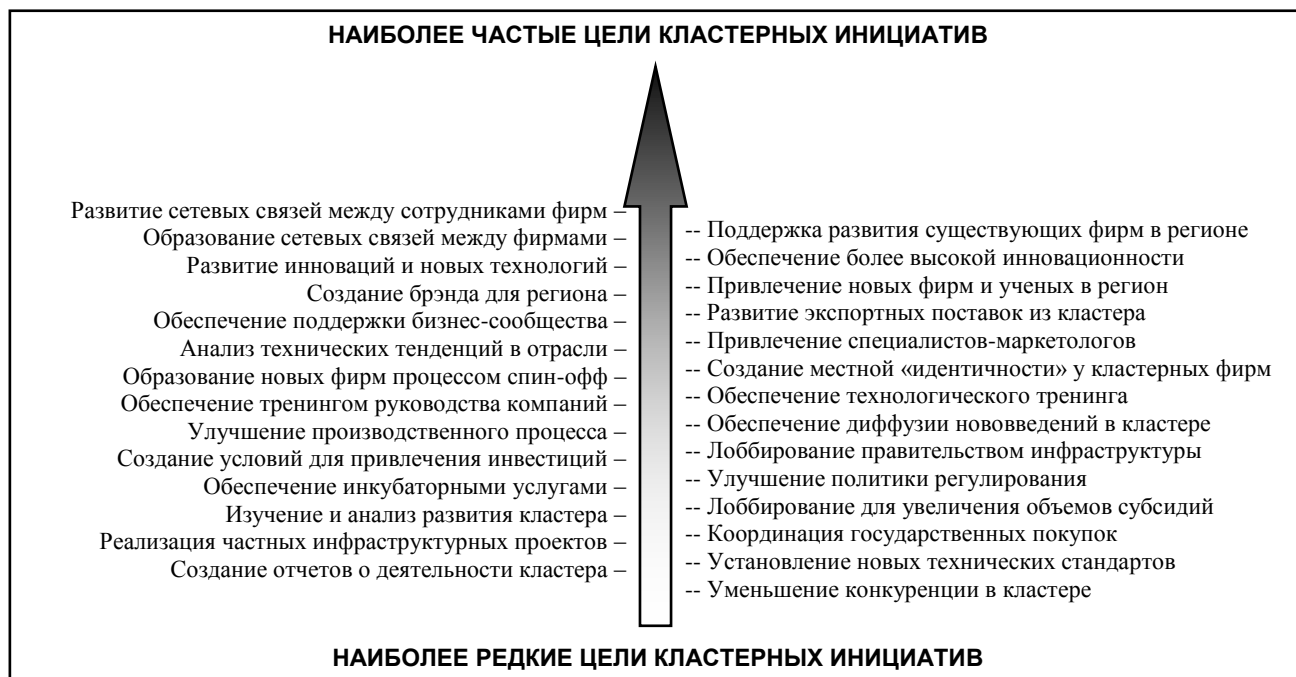 НАИБОЛЕЕ ЧАСТЫЕ ЦЕЛИ КЛАСТЕРНЫХ ИНИЦИАТИВ
Развитие сетевых связей между сотрудниками фирм –
Образование сетевых связей между фирмами –
Развитие инноваций и новых технологий –
Создание брэнда для региона –
Обеспечение поддержки бизнес-сообщества –
Анализ технических тенденций в отрасли –
Образование новых фирм процессом спин-офф –
Обеспечение тренингом руководства компаний –
Улучшение производственного процесса –
Создание условий для привлечения инвестиций –
Обеспечение инкубаторными услугами –
Изучение и анализ развития кластера –
Реализация частных инфраструктурных проектов –
Создание отчетов о деятельности кластера –
-- Поддержка развития существующих фирм в регионе
-- Обеспечение более высокой инновационности
-- Привлечение новых фирм и ученых в регион
-- Развитие экспортных поставок из кластера
-- Привлечение специалистов-маркетологов
-- Создание местной «идентичности» у кластерных фирм
-- Обеспечение технологического тренинга
-- Обеспечение диффузии нововведений в кластере
-- Лоббирование правительством инфраструктуры
-- Улучшение политики регулирования
-- Лоббирование для увеличения объемов субсидий
-- Координация государственных покупок
-- Установление новых технических стандартов
-- Уменьшение конкуренции в кластере
НАИБОЛЕЕ РЕДКИЕ ЦЕЛИ КЛАСТЕРНЫХ ИНИЦИАТИВ